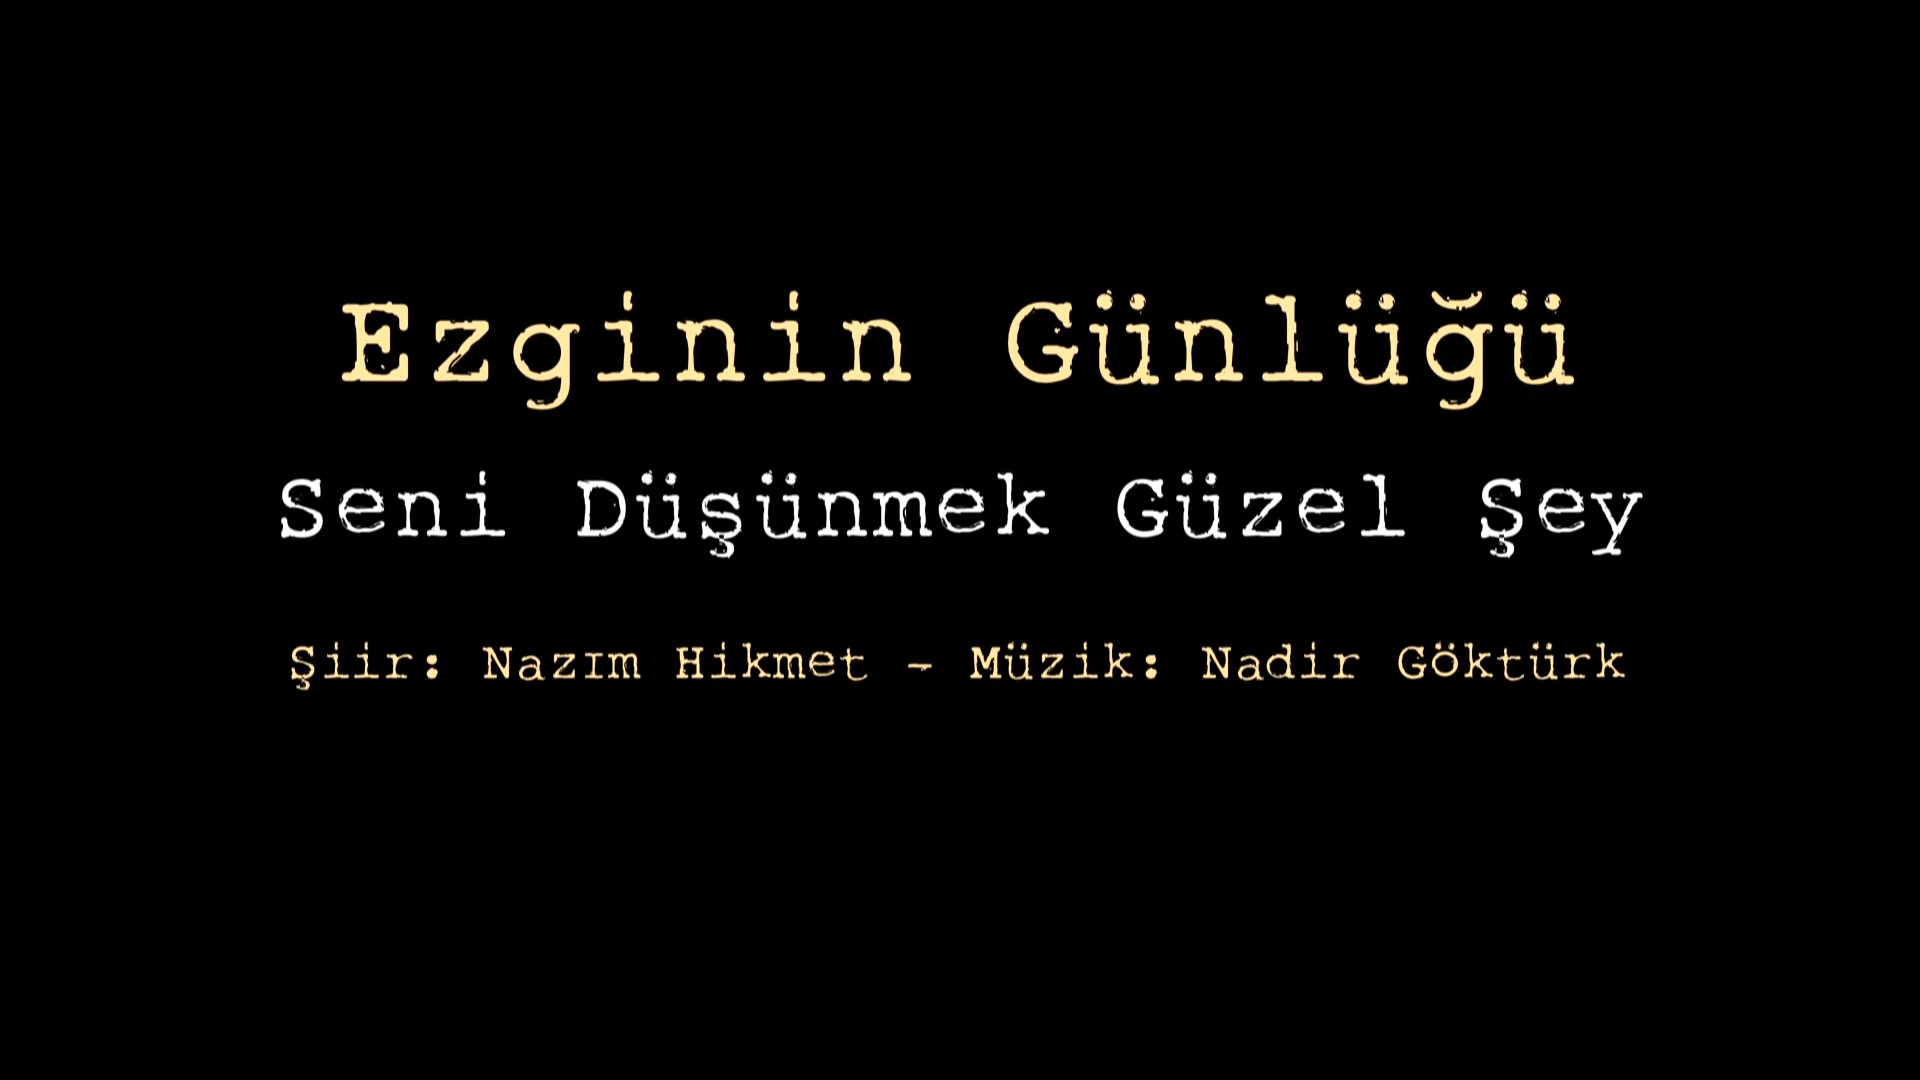 Ezginin Günlüğü
Seni Düşünmek Güzel Şey
Şiir: Nazım Hikmet - Müzik: Nadir Göktürk